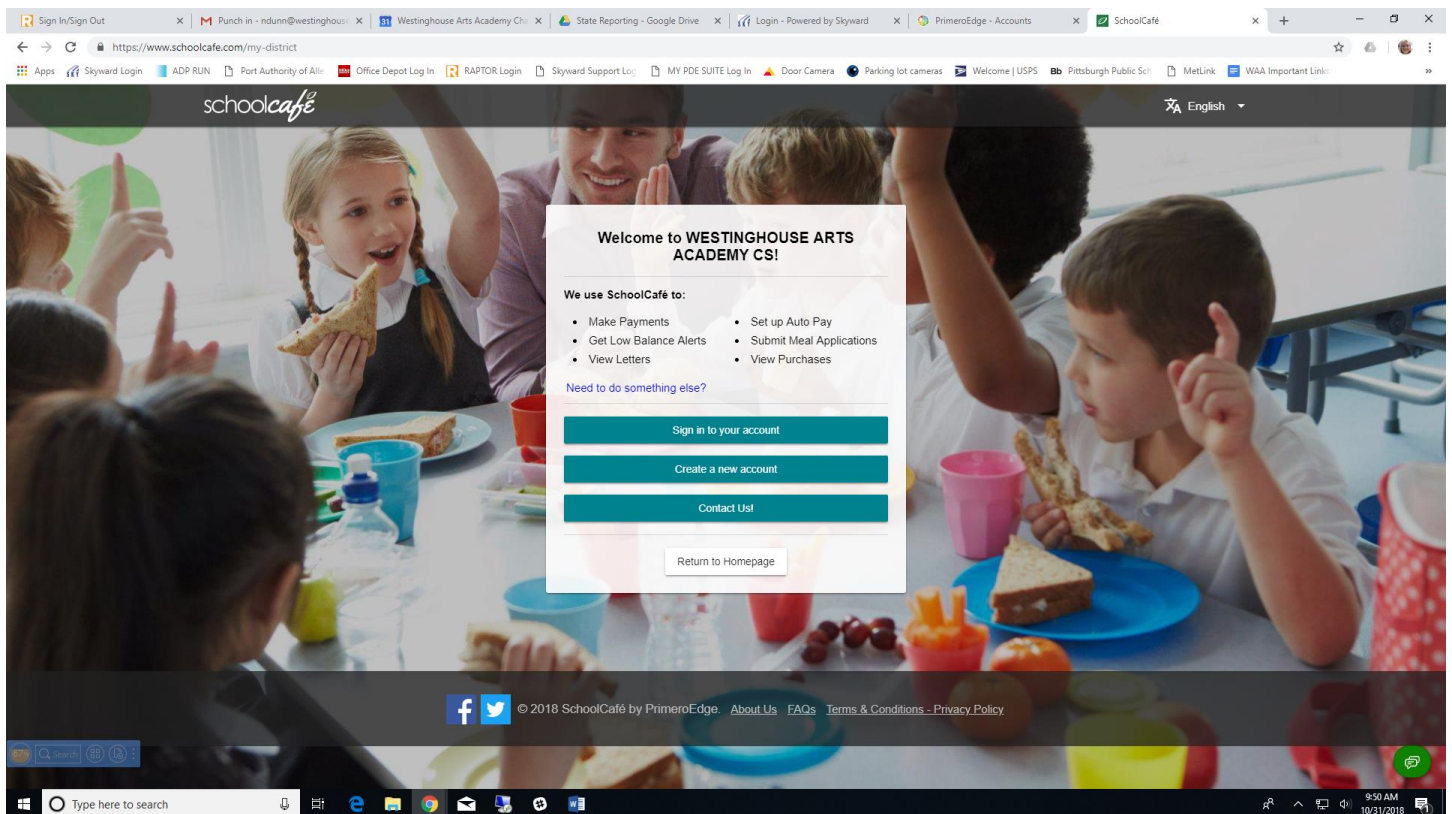 Sign In/Sign Out
Punch in - ndunn@westinghous
31 Westinghouse Arts Academy Cha
State Reporting - Google Drive
Login - Powered by Skyward
PrimeroEdge - Accounts
SchoolCafé
https://www.schoolcafe.com/my-district
Apps Skyward Login ADP RUN Port Authority of Alle Office Depot Log In RAPTOR Login Skyward Support Log MY PDE SUITE Log In Door Camera Parking lot cameras Welcome | USPS Bb Pittsburgh Public Sch MetLink WAA Important Links
schoolcafé
English
Welcome to WESTINGHOUSE ARTS
ACADEMY CS!
We use SchoolCafé to:
• Make Payments
• Get Low Balance Alerts
• View Letters
• Set up Auto Pay
• Submit Meal Applications
• View Purchases
Need to do something else?
Sign in to your account
Create a new account
Contact Us!
Return to Homepage
© 2018 SchoolCafé by PrimeroEdge. About Us FAQs Terms & Conditions - Privacy Policy
Search
Type here to search
9:50 AM
10/31/2018